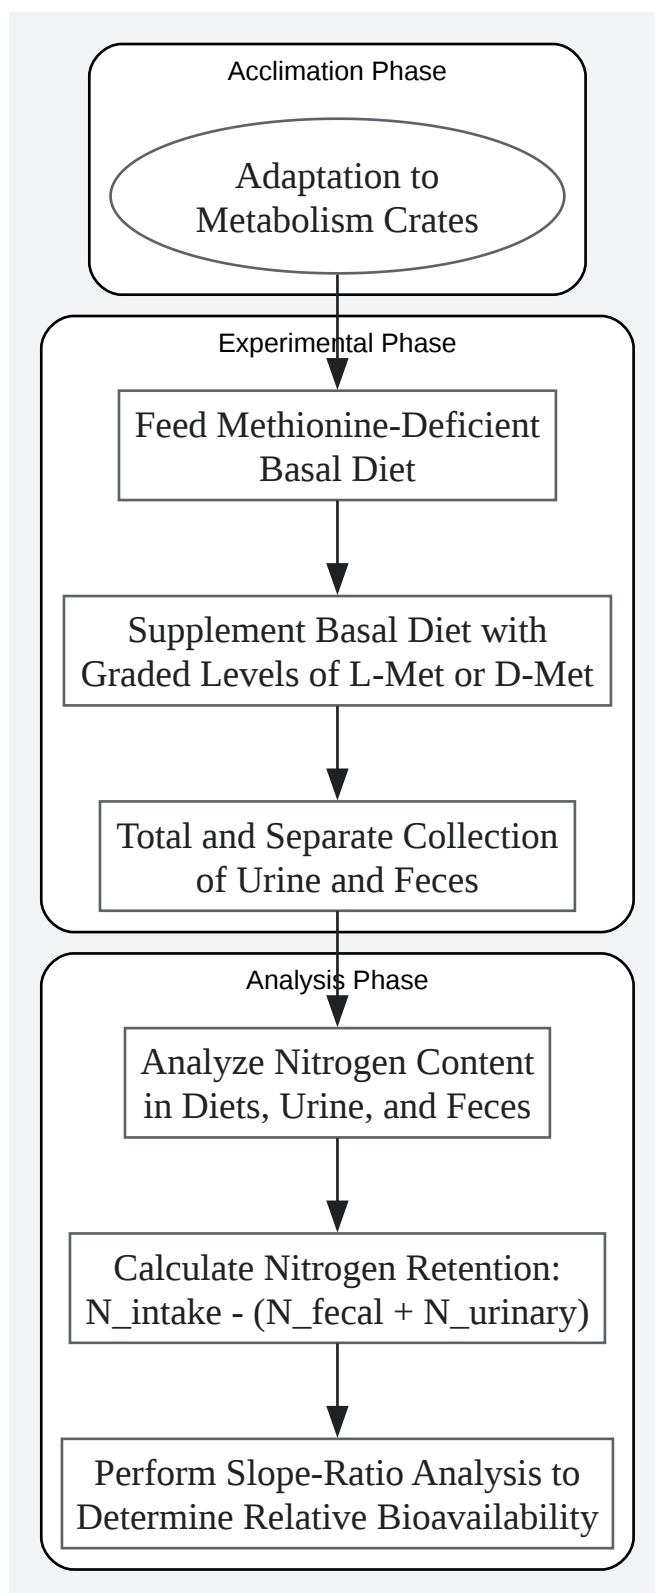 Acclimation Phase
Adaptation to
Metabolism Crates
Experimental Phase
Feed Methionine-Deficient
Basal Diet
Supplement Basal Diet with
Graded Levels of L-Met or D-Met
Total and Separate Collection
of Urine and Feces
Analysis Phase
Analyze Nitrogen Content
in Diets, Urine, and Feces
Calculate Nitrogen Retention:
N_intake - (N_fecal + N_urinary)
Perform Slope-Ratio Analysis to
Determine Relative Bioavailability